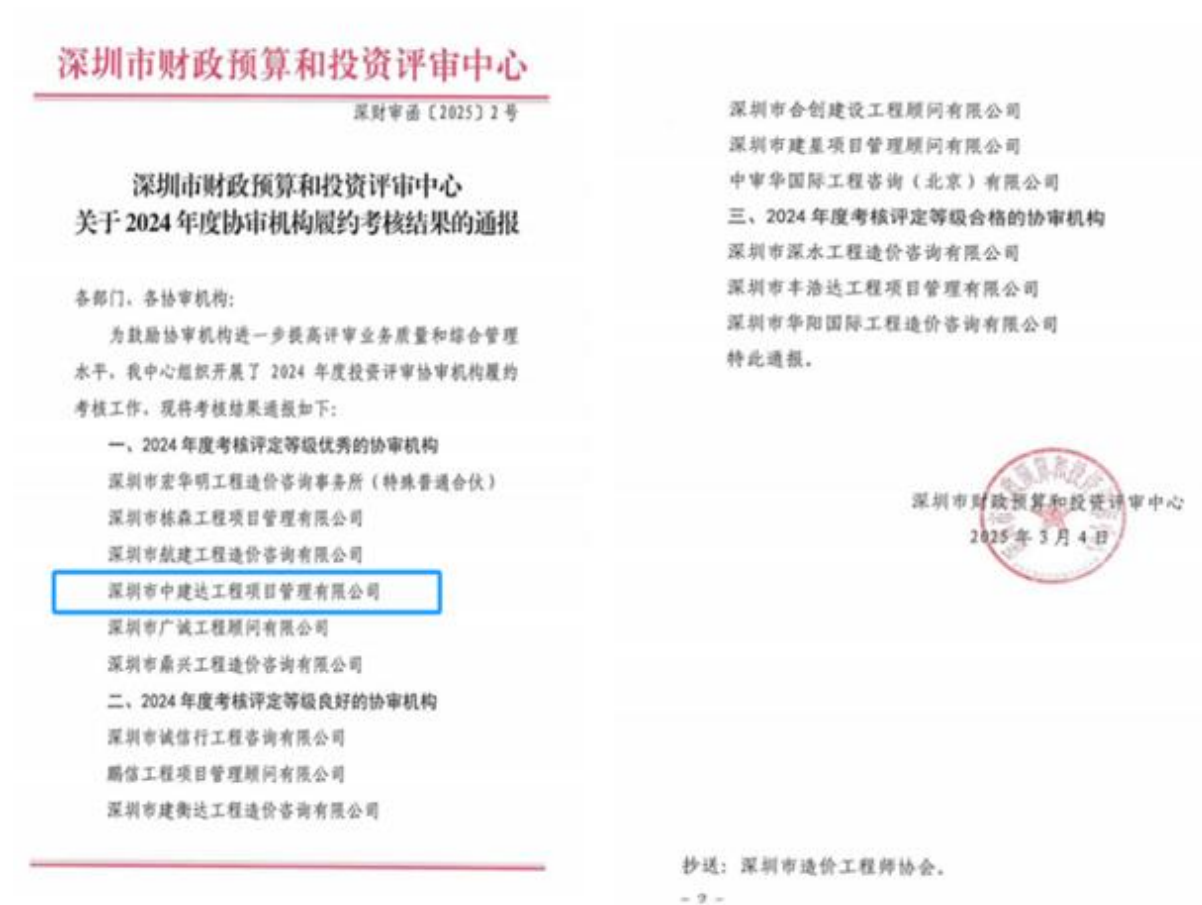 深圳市财政预算和投资评审中心
深财审函〔2025〕2号
深圳市财政预算和投资评审中心
关于2024年度协审机构履约考核结果的通报
各部门、各协审机构：
为鼓励协审机构进一步提高评审业务质量和综合管理
水平，我中心组织开展了 2024 年度投资评审协审机构履约
考核工作，现将考核结果通报如下：
一、2024年度考核评定等级优秀的协审机构
深圳市宏华明工程造价咨询事务所（特殊普通合伙）
深圳市栋森工程项目管理有限公司
深圳市航建工程造价咨询有限公司
深圳市中建达工程项目管理有限公司
深圳市广诚工程顾问有限公司
深圳市鼎兴工程造价咨询有限公司
二、2024年度考核评定等级良好的协审机构
深圳市诚信行工程咨询有限公司
鹏信工程项目管理顾问有限公司
深圳市建衡达工程造价咨询有限公司
深圳市合创建设工程顾问有限公司
深圳市建星项目管理顾问有限公司
中审华国际工程咨询（北京）有限公司
三、2024年度考核评定等级合格的协审机构
深圳市深水工程造价咨询有限公司
深圳市丰浩达工程项目管理有限公司
深圳市华阳国际工程造价咨询有限公司
特此通报。
深圳市财政预算和投资评审中心
2025年3月4日
抄送：深圳市造价工程师协会。
- 2 -